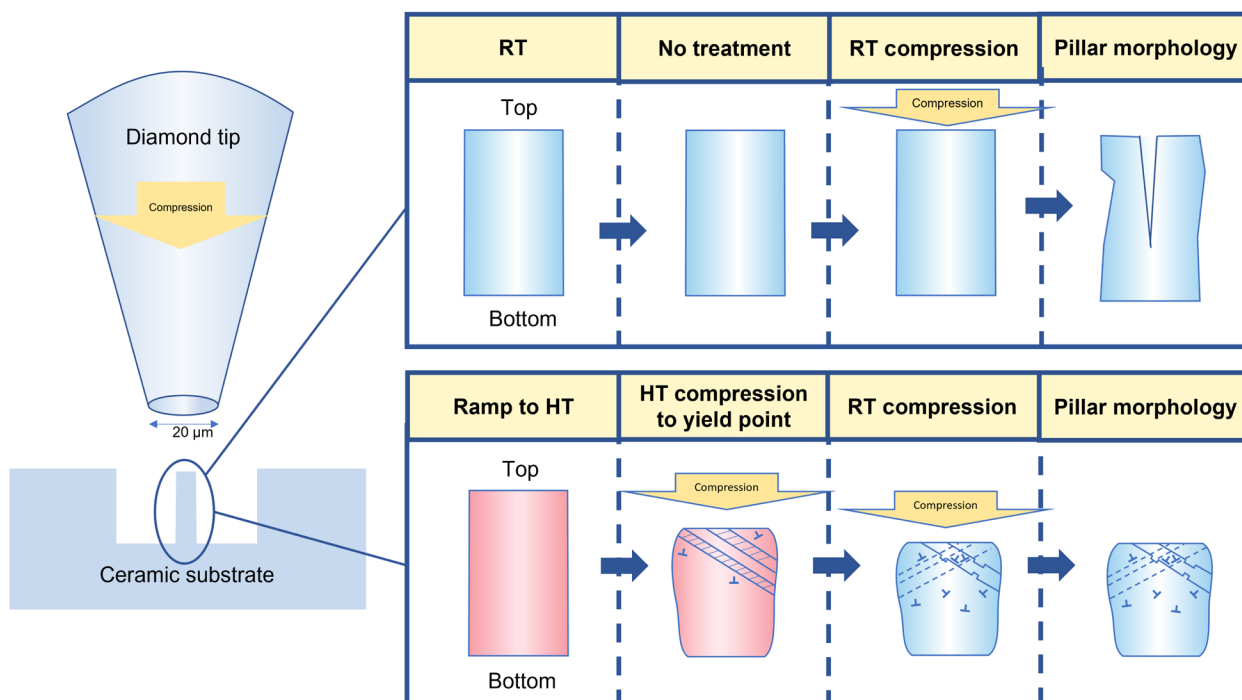 Diamond tip
Compression
20 µm
Ceramic substrate
RT
No treatment
RT compression
Pillar morphology
Top
Bottom
Compression
Ramp to HT
HT compression
to yield point
RT compression
Pillar morphology
Top
Bottom
Compression
Compression